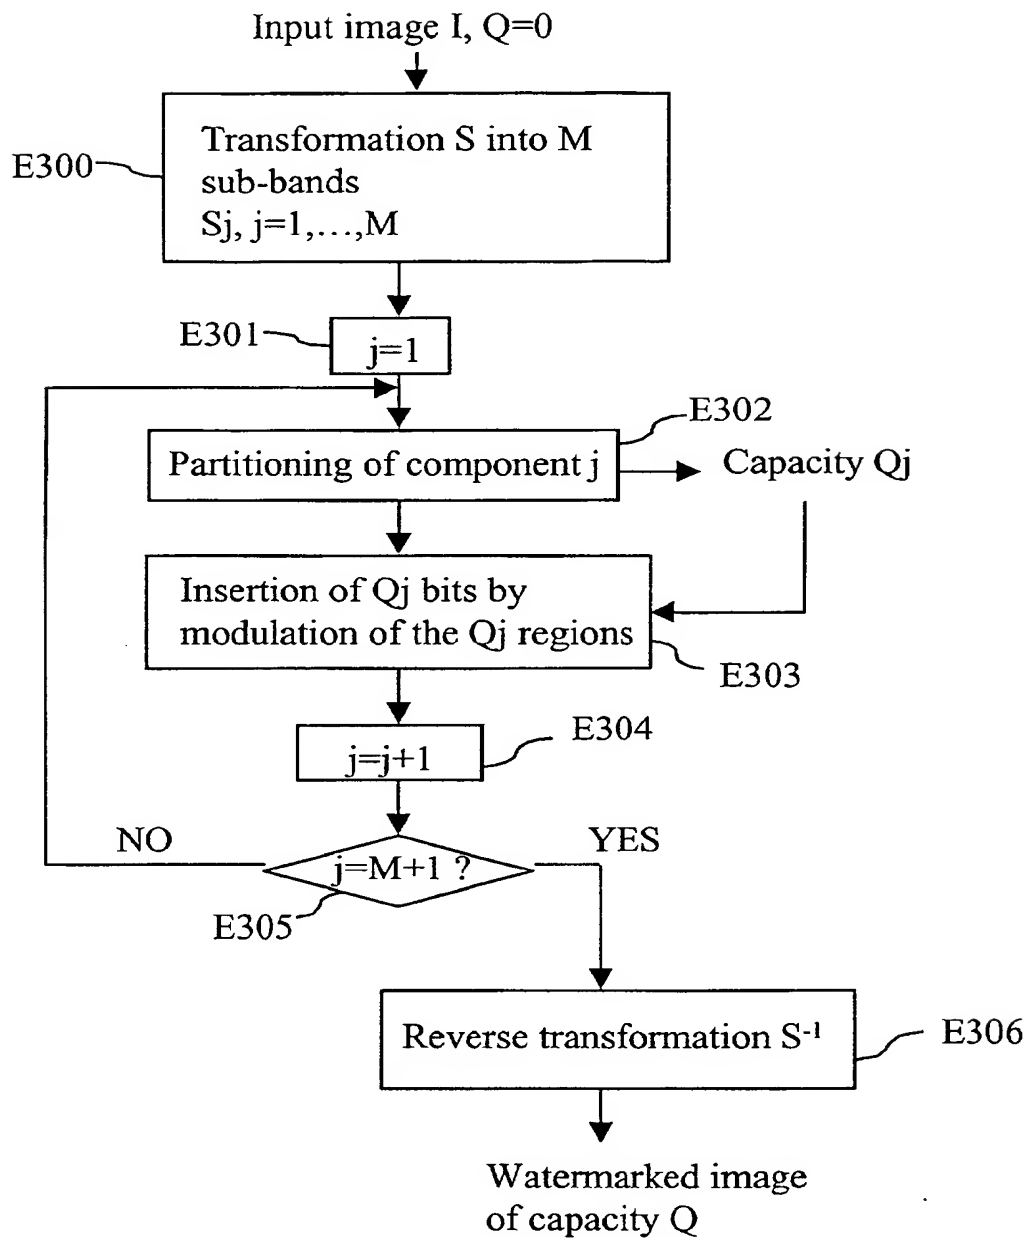 Input image I, Q=0
Transformation S into M
sub-bands
Sj, j=1,...,M
E300
E301
j=1
E302
Partitioning of component j
Capacity Qj
Insertion of Qj bits by
modulation of the Qj regions
E303
E304
j=j+1
NO
YES
j=M+1 ?
E305
Reverse transformation S⁻¹
E306
Watermarked image
of capacity Q